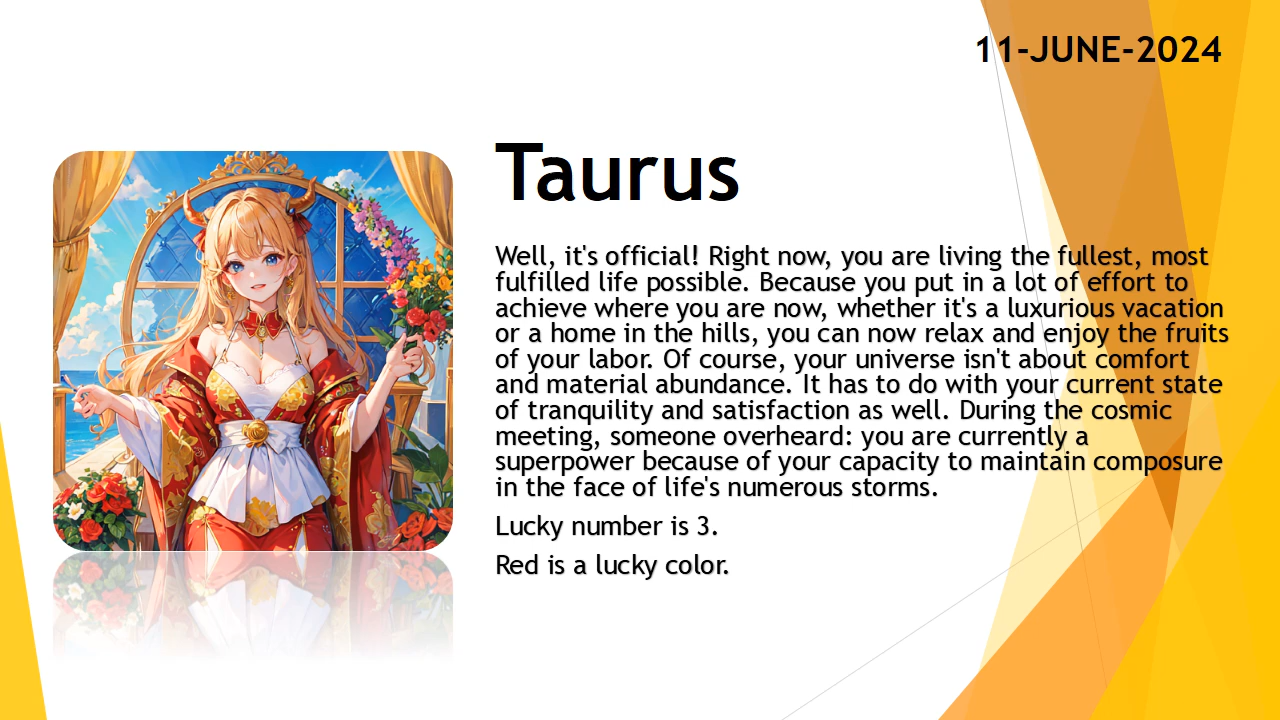 11-JUNE-2024
Taurus
Well, it's official! Right now, you are living the fullest, most
fulfilled life possible. Because you put in a lot of effort to
achieve where you are now, whether it's a luxurious vacation
or a home in the hills, you can now relax and enjoy the fruits
of your labor. Of course, your universe isn't about comfort
and material abundance. It has to do with your current state
of tranquility and satisfaction as well. During the cosmic
meeting, someone overheard: you are currently a
superpower because of your capacity to maintain composure
in the face of life's numerous storms.
Lucky number is 3.
Red is a lucky color.